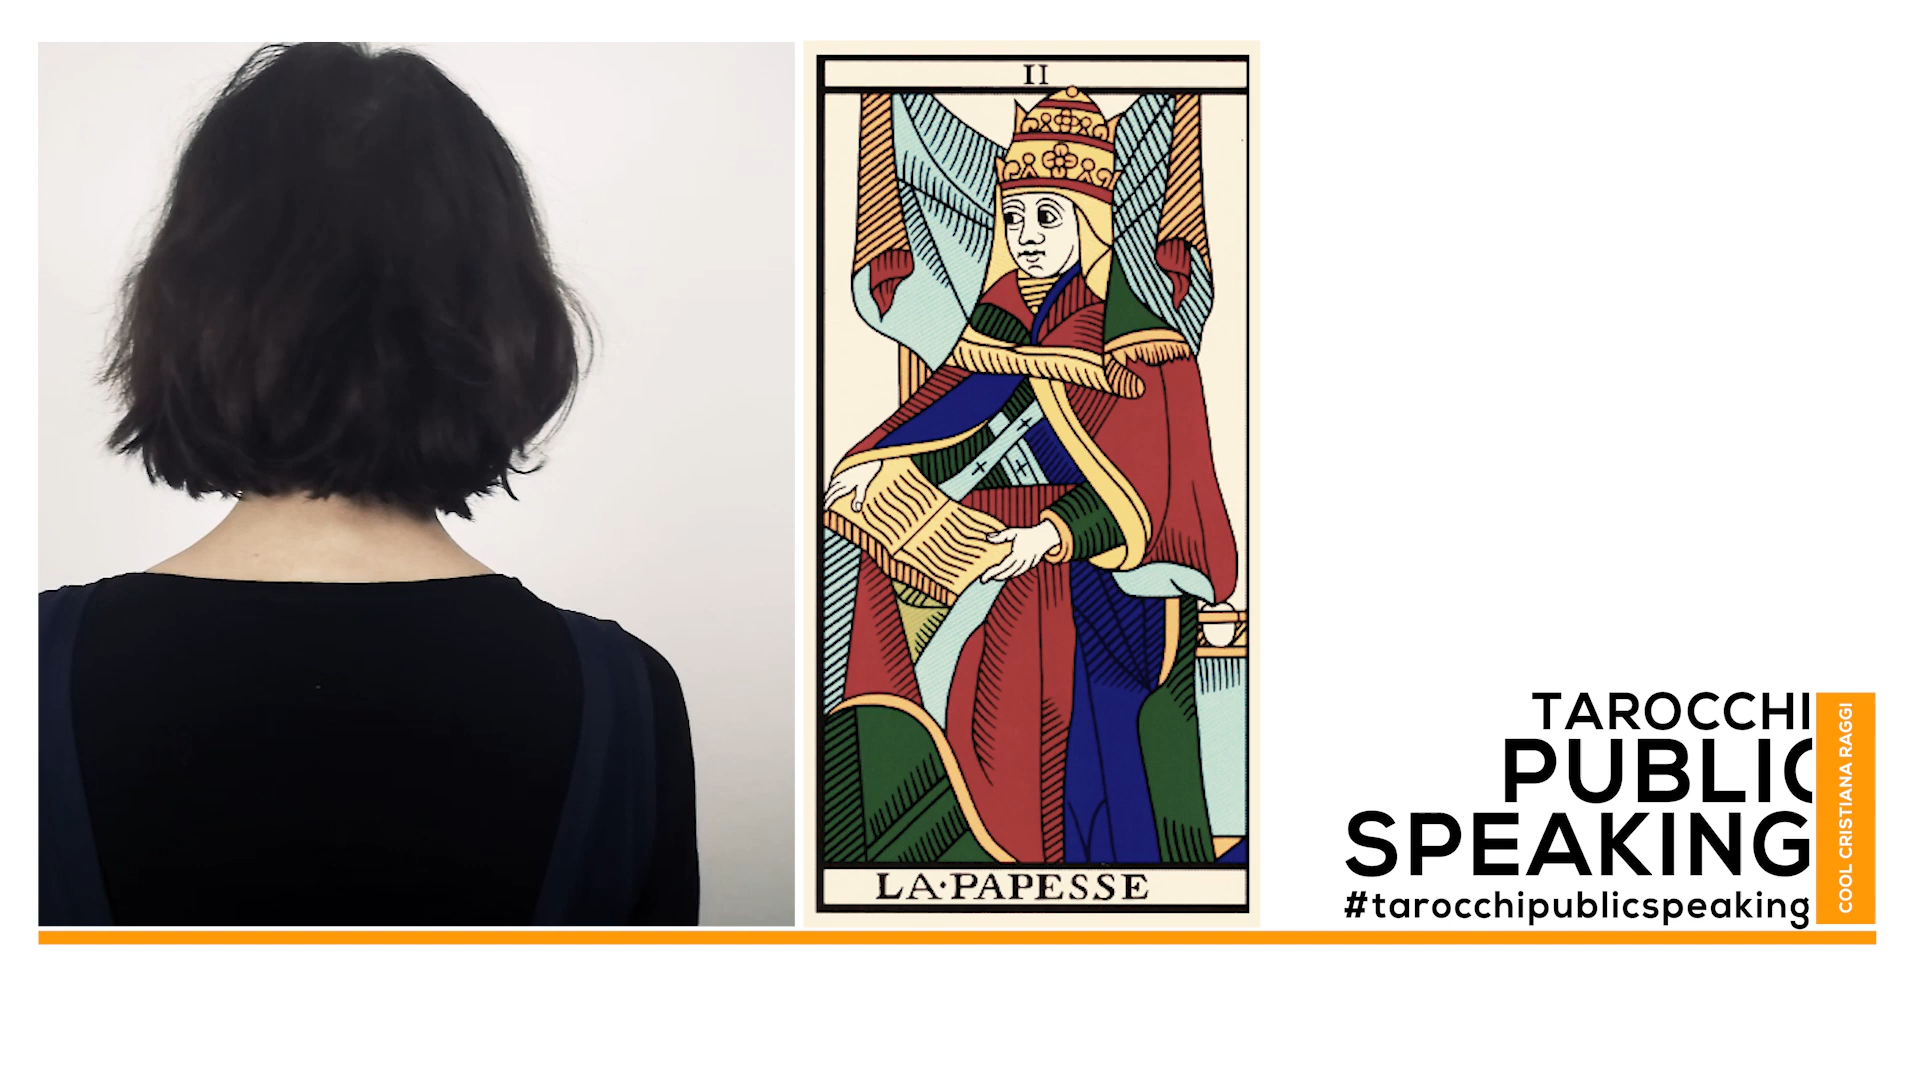 II
LA·PAPESSE
TAROCCHI
PUBLIC
SPEAKING
#tarocchipublicspeaking
COOL CRISTIANA RAGGI